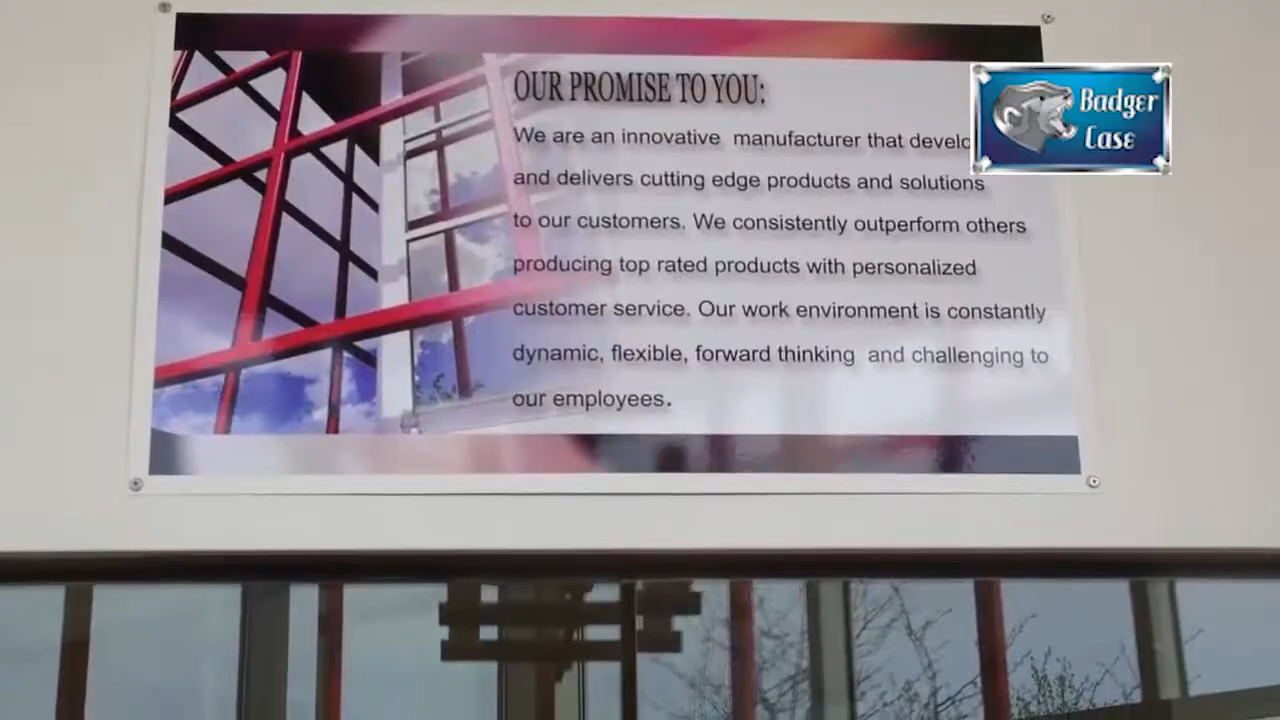 OUR PROMISE TO YOU:
We are an innovative manufacturer that
and delivers cutting edge products and solutions
to our customers. We consistently outperform others
producing top rated products with personalized
customer service. Our work environment is constantly
dynamic, flexible, forward thinking and challenging to
our employees.
Badger
Case